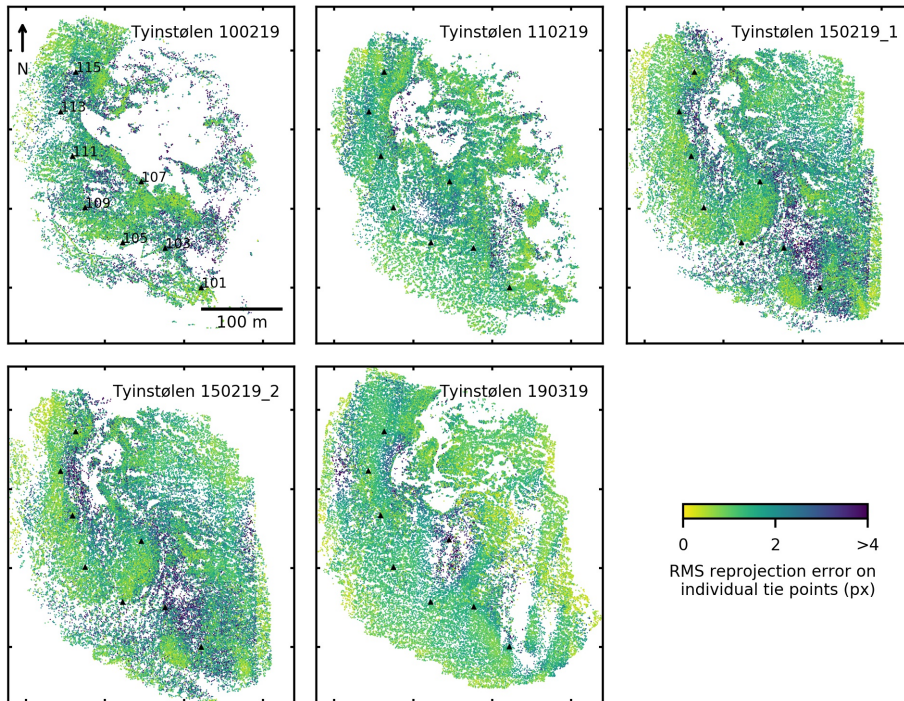 Tyinstølen 100219
N
115
113
111
107
109
105
103
101
100 m
Tyinstølen 110219
Tyinstølen 150219_1
Tyinstølen 150219_2
Tyinstølen 190319
0 2 >4
RMS reprojection error on
individual tie points (px)